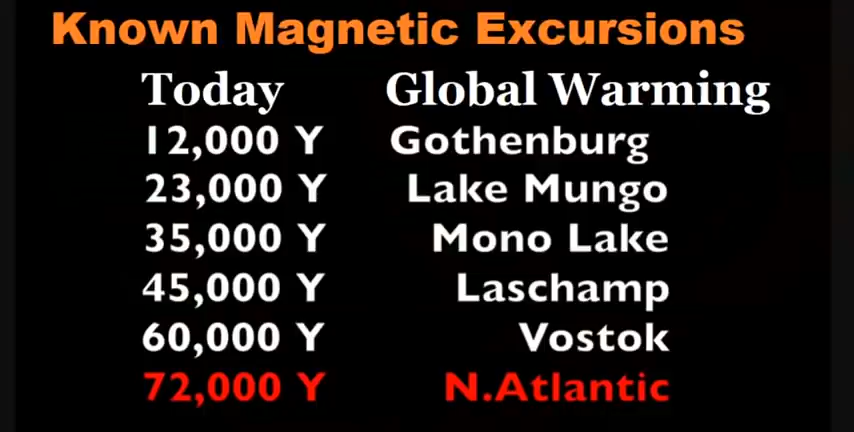 Known Magnetic Excursions
Today Global Warming
12,000 Y Gothenburg
23,000 Y Lake Mungo
35,000 Y Mono Lake
45,000 Y Laschamp
60,000 Y Vostok
72,000 Y N.Atlantic